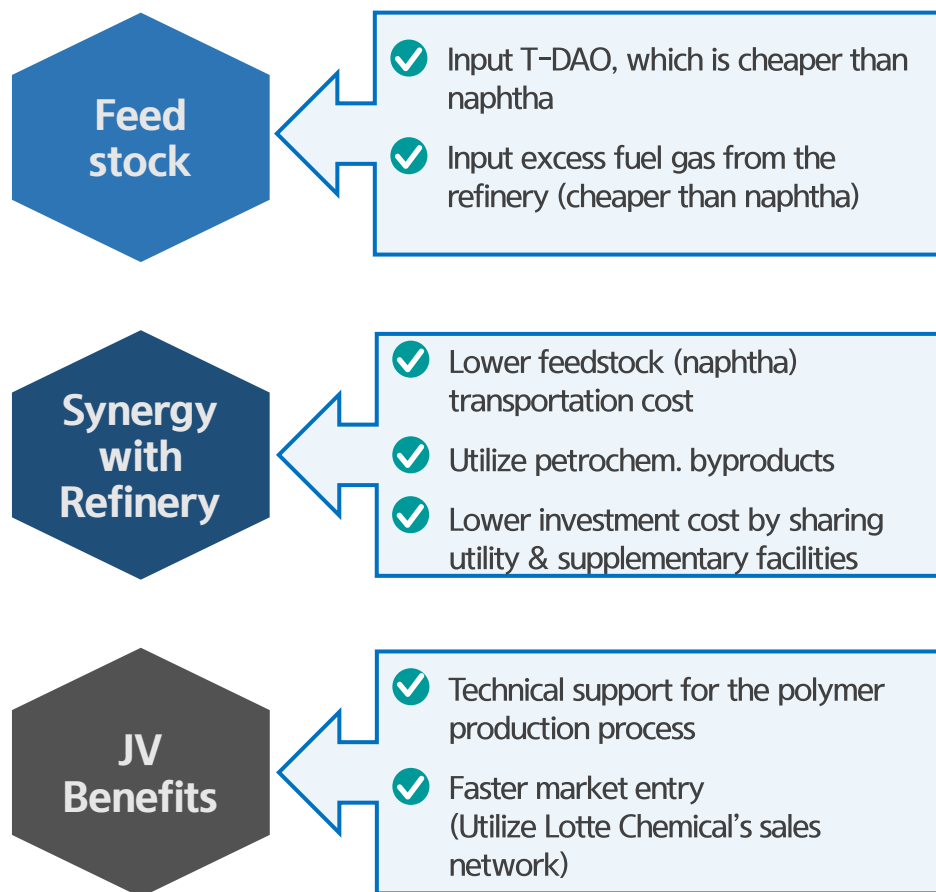 Feed
stock
Input T-DAO, which is cheaper than
naphtha
Input excess fuel gas from the
refinery (cheaper than naphtha)
Synergy
with
Refinery
Lower feedstock (naphtha)
transportation cost
Utilize petrochem. byproducts
Lower investment cost by sharing
utility & supplementary facilities
JV
Benefits
Technical support for the polymer
production process
Faster market entry
(Utilize Lotte Chemical’s sales
network)